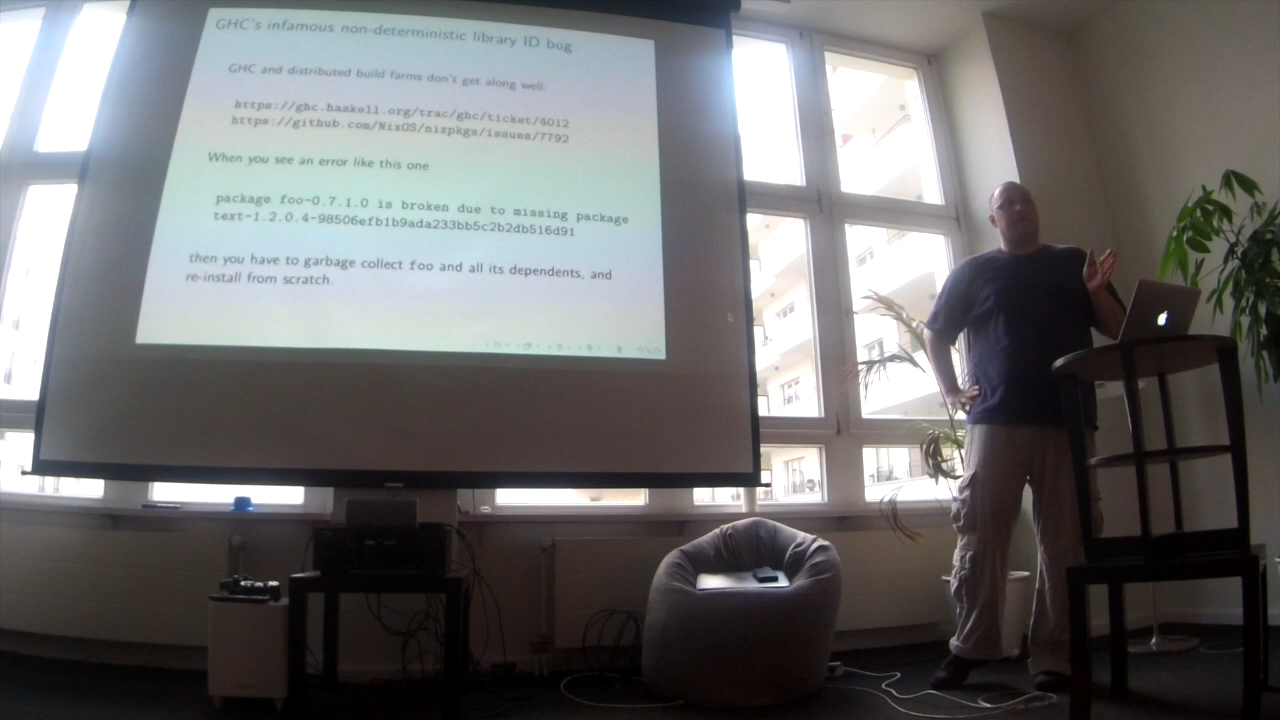 GHC's infamous non-deterministic library ID bug
GHC and distributed build farms don't get along well:
https://ghc.haskell.org/trac/ghc/ticket/4012
https://github.com/NixOS/nixpkgs/issues/7792
When you see an error like this one
package foo-0.7.1.0 is broken due to missing package
text-1.2.0.4-98506efb1b9ada233bb5c2b2db516d91
then you have to garbage collect foo and all its dependents, and
re-install from scratch.